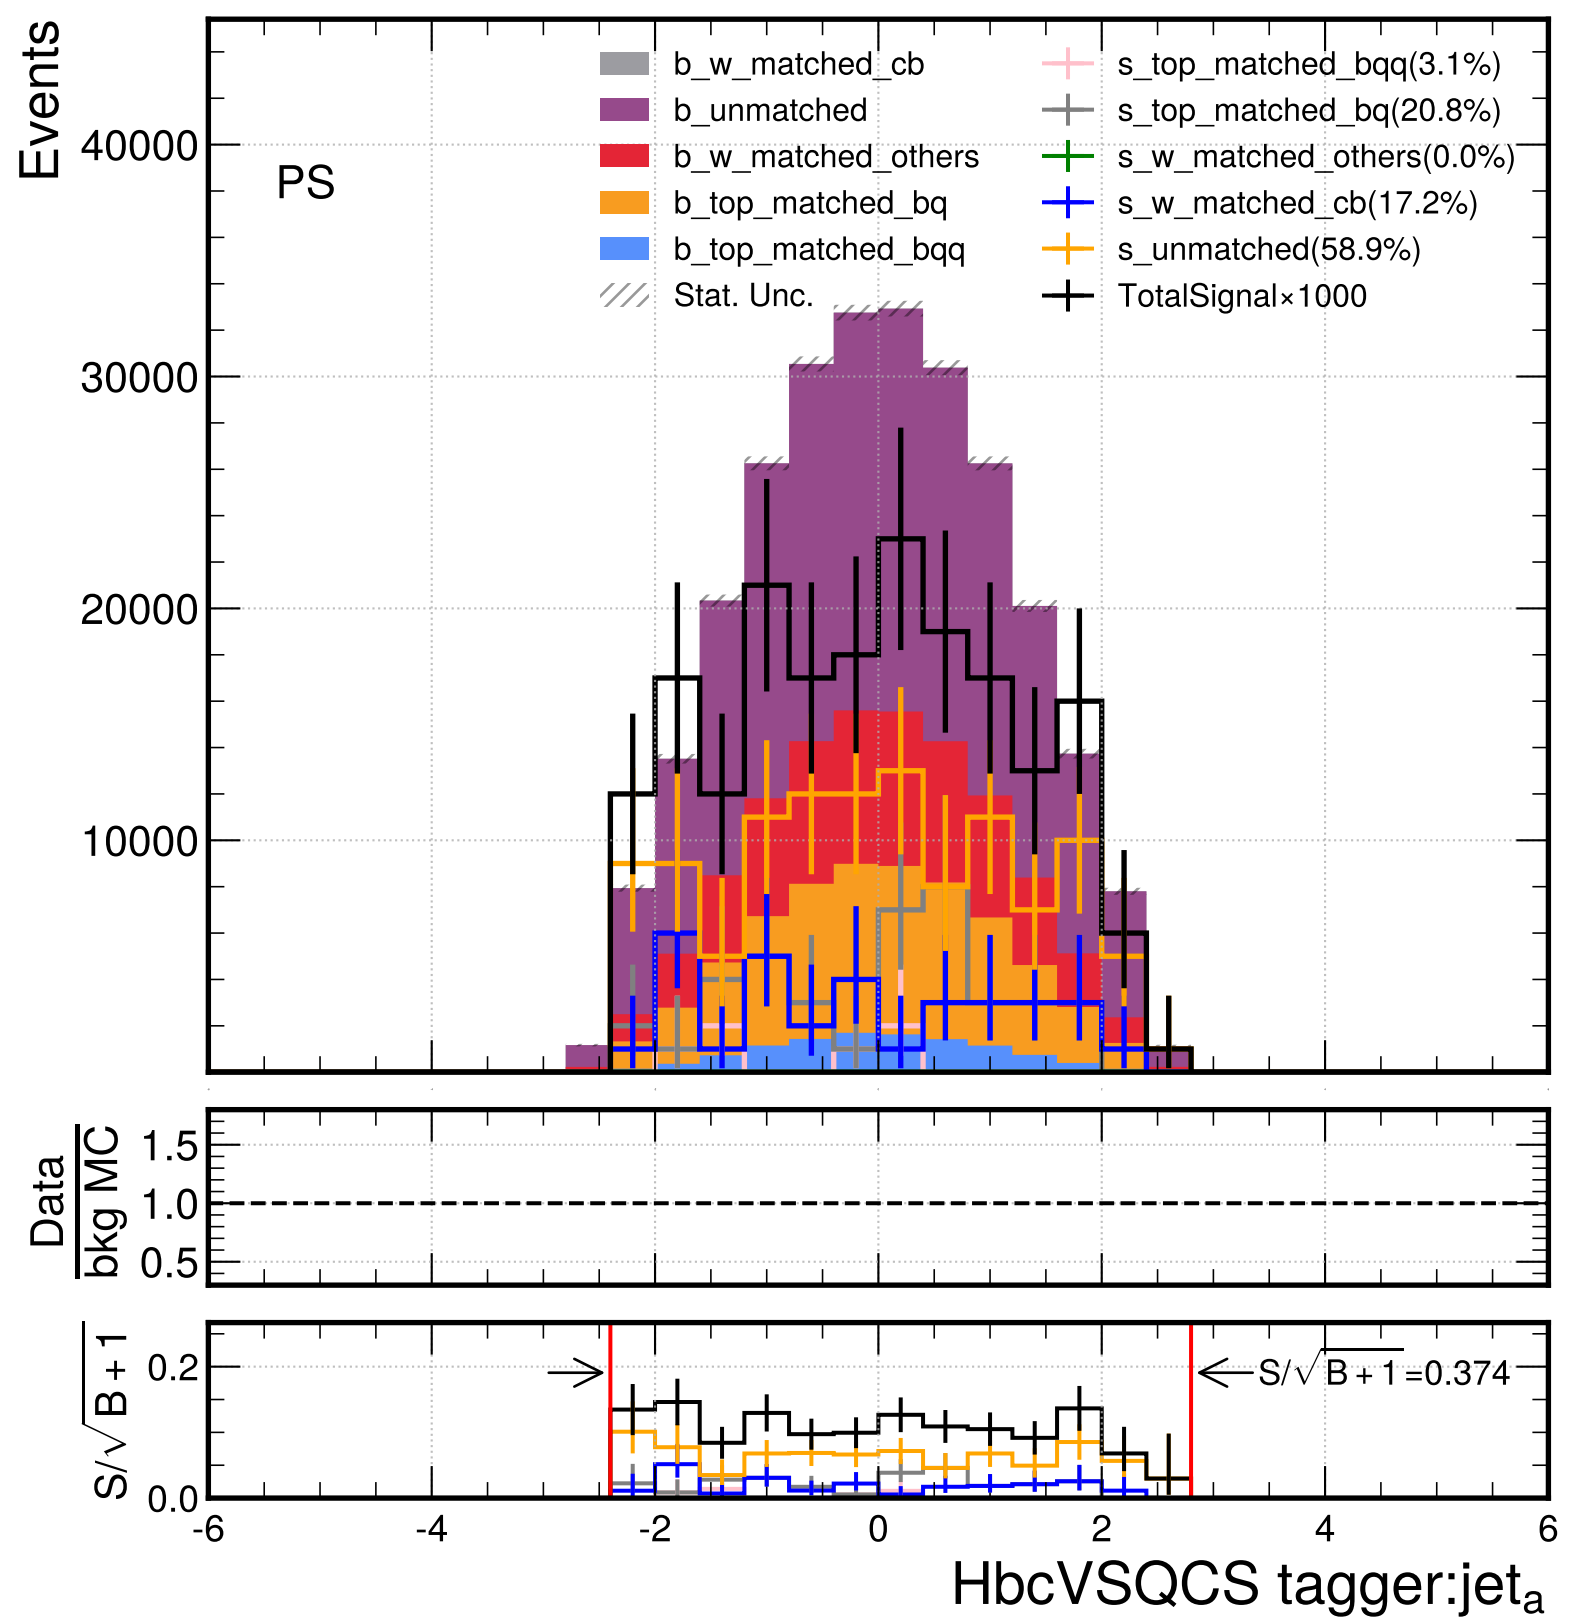 Events
40000
30000
20000
10000
PS
b_w_matched_cb
b_unmatched
b_w_matched_others
b_top_matched_bq
b_top_matched_bqq
Stat. Unc.
s_top_matched_bqq(3.1%)
s_top_matched_bq(20.8%)
s_w_matched_others(0.0%)
s_w_matched_cb(17.2%)
s_unmatched(58.9%)
TotalSignal×1000
Data
bkg MC
1.5
1.0
0.5
S/√B + 1
0.2
0.0
S/√B + 1=0.374
-6 -4 -2 0 2 4 6
HbcVSQCS tagger:jetₐ